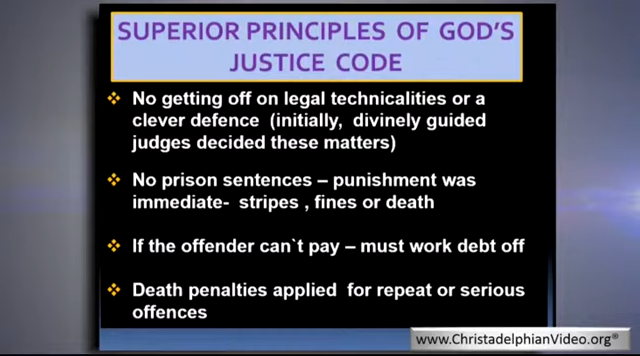 SUPERIOR PRINCIPLES OF GOD'S
JUSTICE CODE
❖ No getting off on legal technicalities or a
clever defence (initially, divinely guided
judges decided these matters)
❖ No prison sentences – punishment was
immediate- stripes , fines or death
❖ If the offender can`t pay – must work debt off
❖ Death penalties applied for repeat or serious
offences
www.ChristadelphianVideo.org®